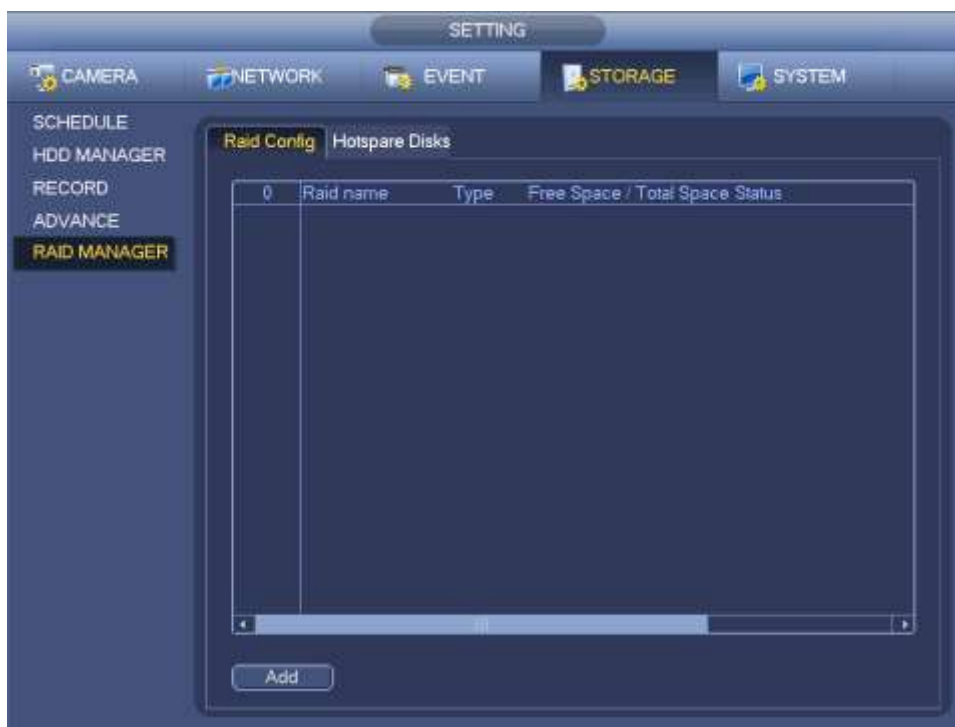 SETTING
CAMERA NETWORK EVENT STORAGE SYSTEM
SCHEDULE
HDD MANAGER
RECORD
ADVANCE
RAID MANAGER
Raid Config Hotspare Disks
0 Raid name Type Free Space / Total Space Status
Add